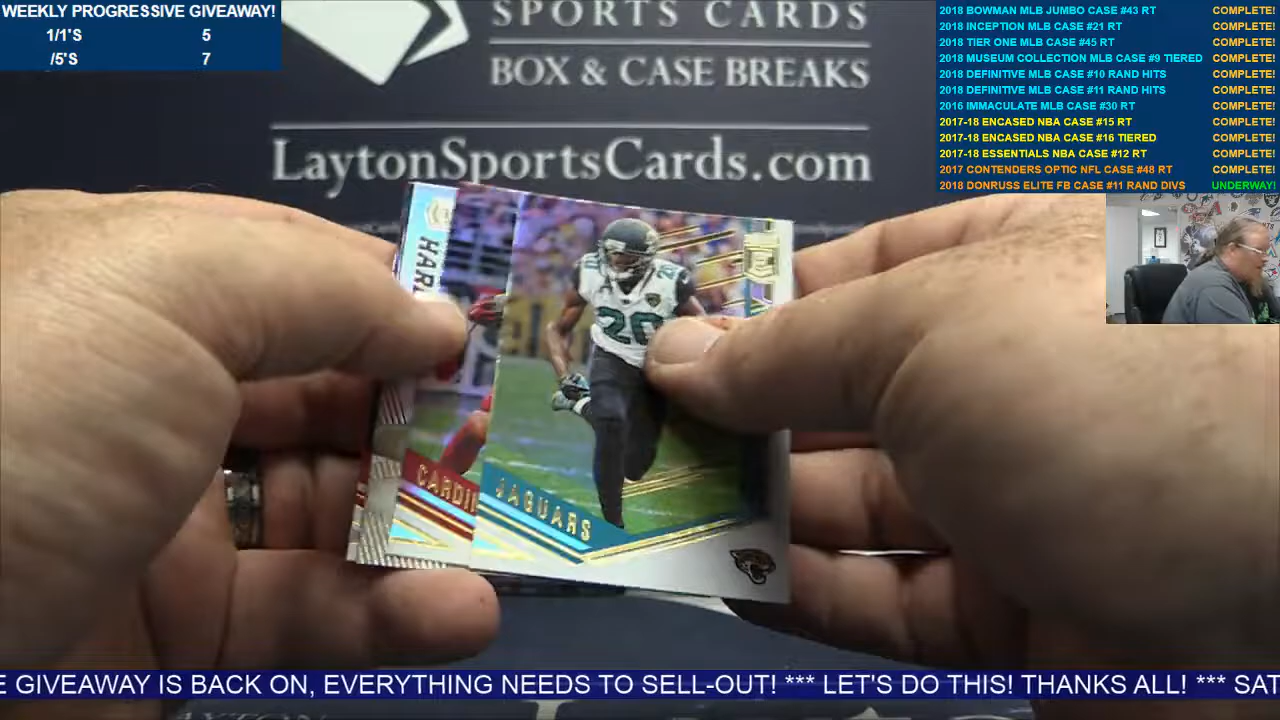 WEEKLY PROGRESSIVE GIVEAWAY!
1/1'S 5
/5'S 7
SPORTS CARDS
BOX & CASE BREAKS
LaytonSportsCards.com
2018 BOWMAN MLB JUMBO CASE #43 RT COMPLETE!
2018 INCEPTION MLB CASE #21 RT COMPLETE!
2018 TIER ONE MLB CASE #45 RT COMPLETE!
2018 MUSEUM COLLECTION MLB CASE #9 TIERED COMPLETE!
2018 DEFINITIVE MLB CASE #10 RAND HITS COMPLETE!
2018 DEFINITIVE MLB CASE #11 RAND HITS COMPLETE!
2016 IMMACULATE MLB CASE #30 RT COMPLETE!
2017-18 ENCASED NBA CASE #15 RT COMPLETE!
2017-18 ENCASED NBA CASE #16 TIERED COMPLETE!
2017-18 ESSENTIALS NBA CASE #12 RT COMPLETE!
2017 CONTENDERS OPTIC NFL CASE #48 RT COMPLETE!
2018 DONRUSS ELITE FB CASE #11 RAND DIVS UNDERWAY!
HAR
20
CARDI
JAGUARS
E GIVEAWAY IS BACK ON, EVERYTHING NEEDS TO SELL-OUT! *** LET'S DO THIS! THANKS ALL! *** SAT